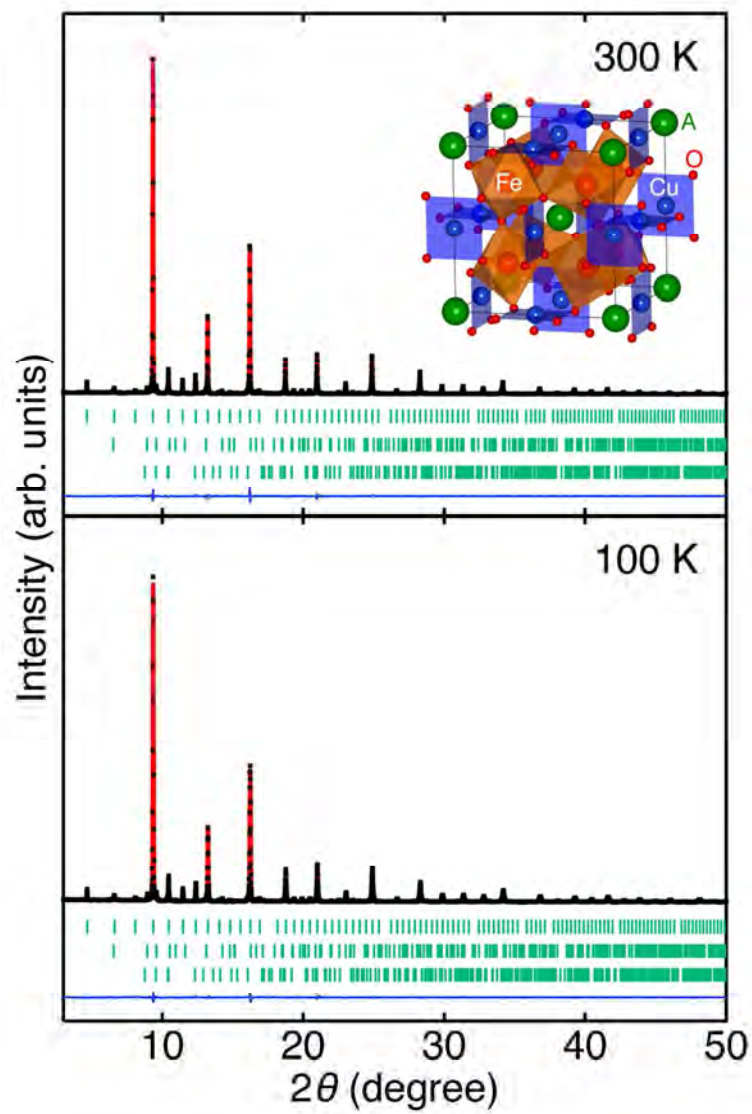 300 K
A
O
Fe
Cu
100 K
Intensity (arb. units)
10
20
30
40
50
2θ (degree)